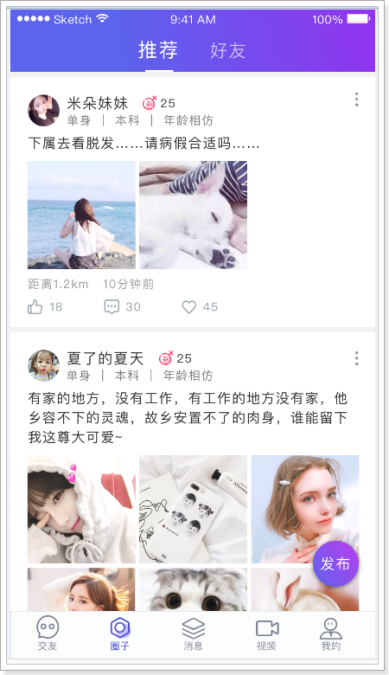 Sketch 9:41 AM 100%
推荐 好友
米朵妹妹 25
单身 | 本科 | 年龄相仿
下属去看脱发……请病假合适吗……
距离1.2km 10分钟前
18 30 45
夏了的夏天 25
单身 | 本科 | 年龄相仿
有家的地方，没有工作，有工作的地方没有家，他
乡容不下的灵魂，故乡安置不了的肉身，谁能留下
我这尊大可爱~
发布
交友 圈子 消息 视频 我的